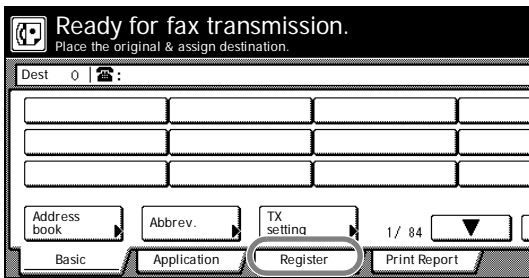 Ready for fax transmission.
Place the original & assign destination.
Dest 0 ☎:
Address book
Abbrev.
TX setting
1/ 84
Basic
Application
Register
Print Report